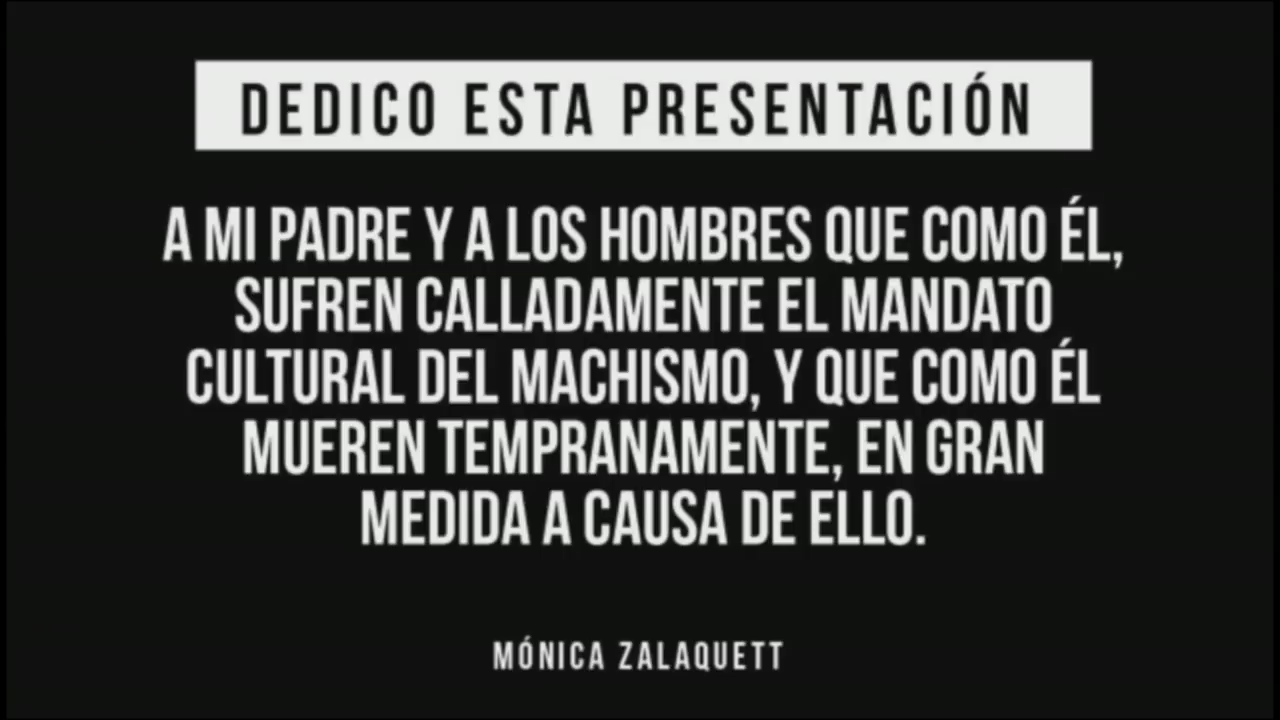 DEDICO ESTA PRESENTACIÓN
A MI PADRE Y A LOS HOMBRES QUE COMO ÉL,
SUFREN CALLADAMENTE EL MANDATO
CULTURAL DEL MACHISMO, Y QUE COMO ÉL
MUEREN TEMPRANAMENTE, EN GRAN
MEDIDA A CAUSA DE ELLO.
MÓNICA ZALAQUETT